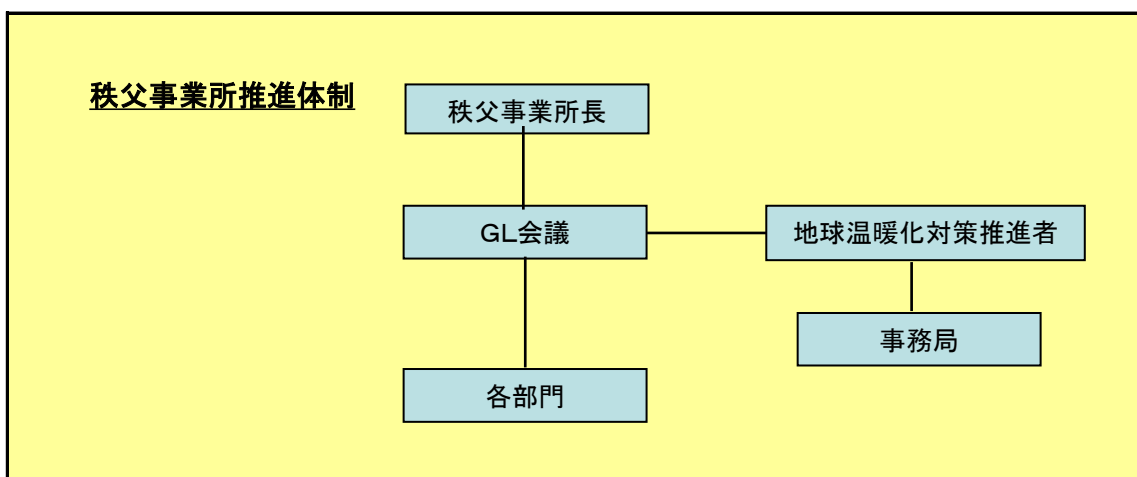 秩父事業所推進体制
秩父事業所長
GL会議
地球温暖化対策推進者
事務局
各部門